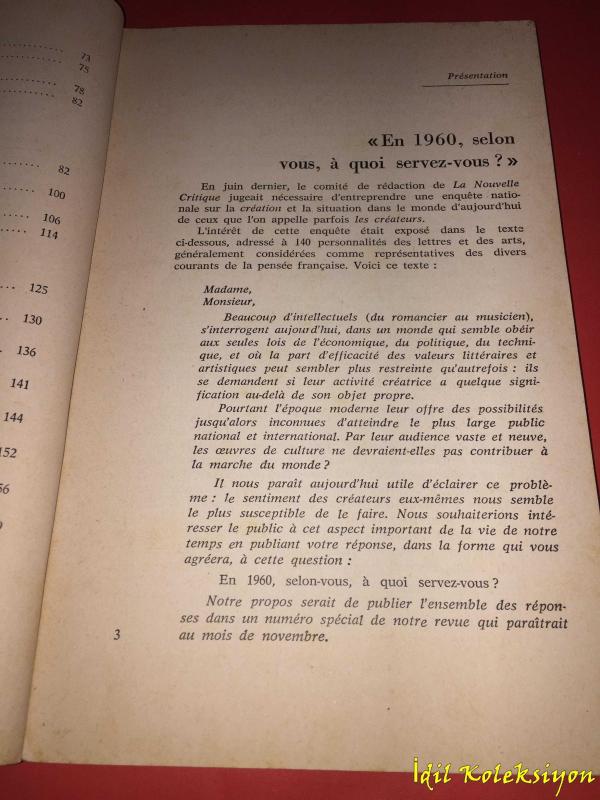 73
75
78
82
82
100
106
114
125
130
136
141
144
152
56
9
Présentation
« En 1960, selon
vous, à quoi servez-vous ? »
En juin dernier, le comité de rédaction de La Nouvelle
Critique jugeait nécessaire d'entreprendre une enquête natio-
nale sur la création et la situation dans le monde d'aujourd'hui
de ceux que l'on appelle parfois les créateurs.
L'intérêt de cette enquête était exposé dans le texte
ci-dessous, adressé à 140 personnalités des lettres et des arts,
généralement considérées comme représentatives des divers
courants de la pensée française. Voici ce texte :
Madame,
Monsieur,
Beaucoup d'intellectuels (du romancier au musicien),
s'interrogent aujourd'hui, dans un monde qui semble obéir
aux seules lois de l'économique, du politique, du techni-
que, et où la part d'efficacité des valeurs littéraires et
artistiques peut sembler plus restreinte qu'autrefois : ils
se demandent si leur activité créatrice a quelque signi-
fication au-delà de son objet propre.
Pourtant l'époque moderne leur offre des possibilités
jusqu'alors inconnues d'atteindre le plus large public
national et international. Par leur audience vaste et neuve,
les œuvres de culture ne devraient-elles pas contribuer à
la marche du monde ?
Il nous paraît aujourd'hui utile d'éclairer ce problè-
me : le sentiment des créateurs eux-mêmes nous semble
le plus susceptible de le faire. Nous souhaiterions inté-
resser le public à cet aspect important de la vie de notre
temps en publiant votre réponse, dans la forme qui vous
agréera, à cette question :
En 1960, selon-vous, à quoi servez-vous ?
Notre propos serait de publier l'ensemble des répon-
ses dans un numéro spécial de notre revue qui paraîtrait
au mois de novembre.
3
İdil Koleksiyon